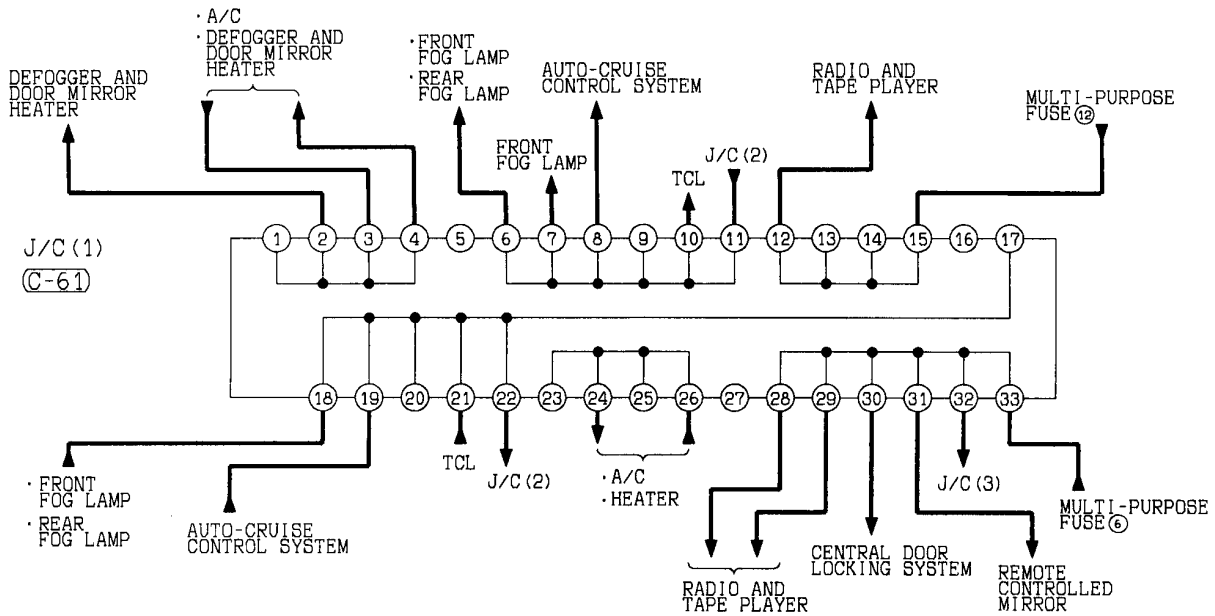 · A/C
· DEFOGGER AND
DOOR MIRROR
HEATER
· FRONT
FOG LAMP
· REAR
FOG LAMP
DEFOGGER AND
DOOR MIRROR
HEATER
AUTO-CRUISE
CONTROL SYSTEM
RADIO AND
TAPE PLAYER
MULTI-PURPOSE
FUSE ⑫
FRONT
FOG LAMP
TCL
J/C (2)
J/C (1)
C-61
1 2 3 4 5 6 7 8 9 10 11 12 13 14 15 16 17
18 19 20 21 22 23 24 25 26 27 28 29 30 31 32 33
· FRONT
FOG LAMP
· REAR
FOG LAMP
AUTO-CRUISE
CONTROL SYSTEM
TCL
J/C (2)
· A/C
· HEATER
RADIO AND
TAPE PLAYER
CENTRAL DOOR
LOCKING SYSTEM
J/C (3)
REMOTE
CONTROLLED
MIRROR
MULTI-PURPOSE
FUSE ⑥